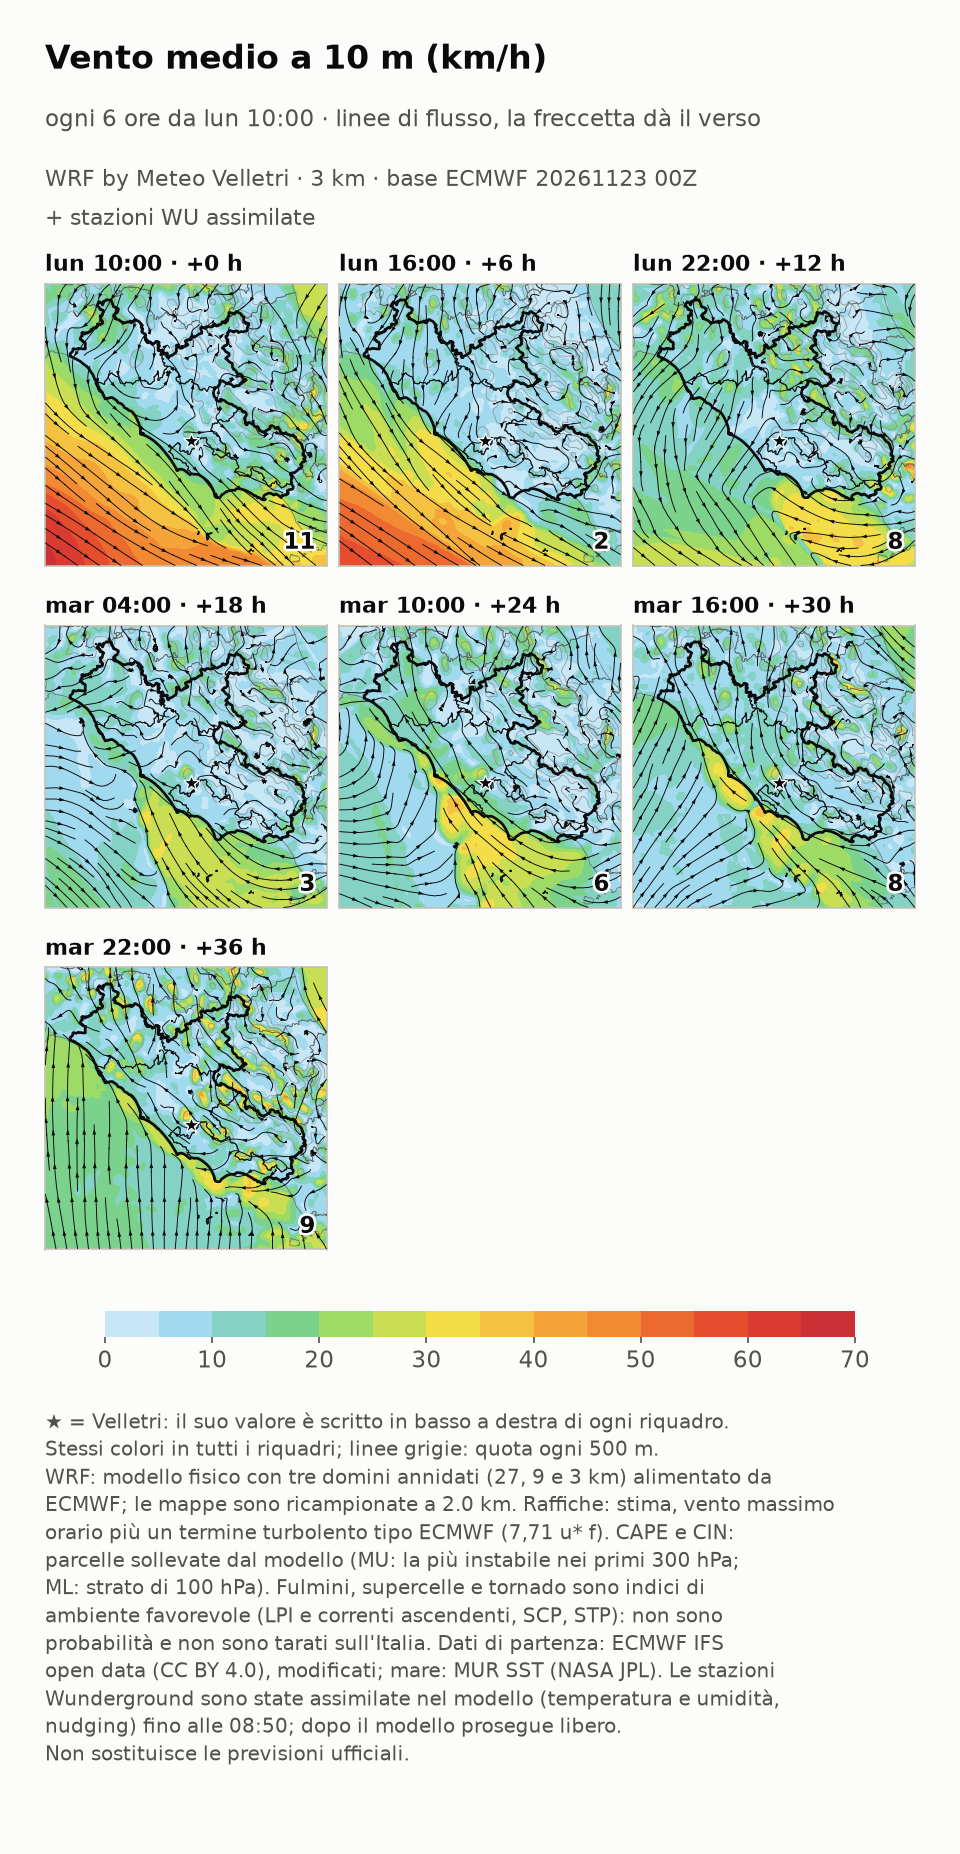 Vento medio a 10 m (km/h)
ogni 6 ore da lun 10:00 · linee di flusso, la freccetta dà il verso
WRF by Meteo Velletri · 3 km · base ECMWF 20261123 00Z
+ stazioni WU assimilate
lun 10:00 · +0 h
lun 16:00 · +6 h
lun 22:00 · +12 h
11
2
8
mar 04:00 · +18 h
mar 10:00 · +24 h
mar 16:00 · +30 h
3
6
8
mar 22:00 · +36 h
9
0 10 20 30 40 50 60 70
★ = Velletri: il suo valore è scritto in basso a destra di ogni riquadro.
Stessi colori in tutti i riquadri; linee grigie: quota ogni 500 m.
WRF: modello fisico con tre domini annidati (27, 9 e 3 km) alimentato da
ECMWF; le mappe sono ricampionate a 2.0 km. Raffiche: stima, vento massimo
orario più un termine turbolento tipo ECMWF (7,71 u* f). CAPE e CIN:
parcelle sollevate dal modello (MU: la più instabile nei primi 300 hPa;
ML: strato di 100 hPa). Fulmini, supercelle e tornado sono indici di
ambiente favorevole (LPI e correnti ascendenti, SCP, STP): non sono
probabilità e non sono tarati sull'Italia. Dati di partenza: ECMWF IFS
open data (CC BY 4.0), modificati; mare: MUR SST (NASA JPL). Le stazioni
Wunderground sono state assimilate nel modello (temperatura e umidità,
nudging) fino alle 08:50; dopo il modello prosegue libero.
Non sostituisce le previsioni ufficiali.